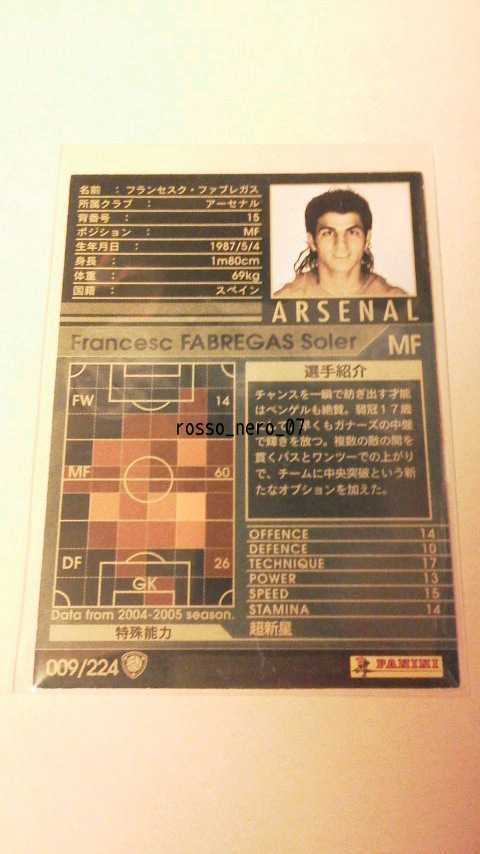 名前 : フランセスク・ファブレガス
所属クラブ : アーセナル
背番号 : 15
ポジション : MF
生年月日 : 1987/5/4
身長 : 1m80cm
体重 : 69kg
国籍 : スペイン
ARSENAL
Francesc FABREGAS Soler MF
FW 14
MF 60
DF 26
GK
Data from 2004-2005 season.
特殊能力
選手紹介
チャンスを一瞬で紡ぎ出す才能
はベンゲルも絶賛。弱冠17歳
くもガナーズの中盤
で輝きを放つ。複数の敵の間を
貫くパスとワンツーでの上がり
で、チームに中央突破という新
たなオプションを加えた。
rosso_nero_07
OFFENCE 14
DEFENCE 10
TECHNIQUE 17
POWER 13
SPEED 15
STAMINA 14
超新星
009/224
PANINI